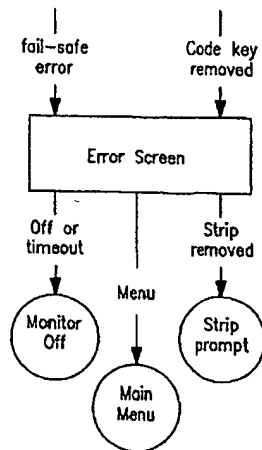 fail-safe
error
Code key
removed
Error Screen
Off or
timeout
Strip
removed
Menu
Monitor
Off
Strip
prompt
Main
Menu